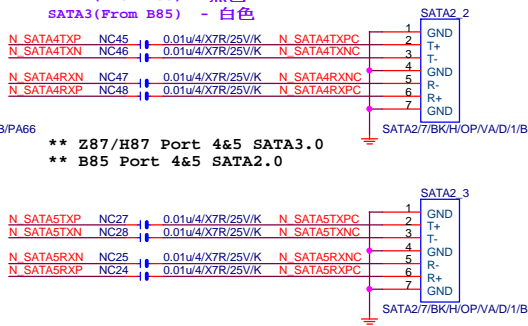 SATA3(From B85) - 白色
SATA2_2
N_SATA4TXP NC45 0.01u/4/X7R/25V/K N_SATA4TXPC 1 GND
N_SATA4TXN NC46 0.01u/4/X7R/25V/K N_SATA4TXNC 2 T+
3 T-
4 GND
N_SATA4RXN NC47 0.01u/4/X7R/25V/K N_SATA4RXNC 5 R-
N_SATA4RXP NC48 0.01u/4/X7R/25V/K N_SATA4RXPC 6 R+
7 GND
B/PA66
SATA2/7/BK/H/OP/VA/D/1/B
** Z87/H87 Port 4&5 SATA3.0
** B85 Port 4&5 SATA2.0
SATA2_3
1 GND
N_SATA5TXP NC27 0.01u/4/X7R/25V/K N_SATA5TXPC 2 T+
N_SATA5TXN NC28 0.01u/4/X7R/25V/K N_SATA5TXNC 3 T-
4 GND
N_SATA5RXN NC25 0.01u/4/X7R/25V/K N_SATA5RXNC 5 R-
N_SATA5RXP NC24 0.01u/4/X7R/25V/K N_SATA5RXPC 6 R+
7 GND
SATA2/7/BK/H/OP/VA/D/1/B